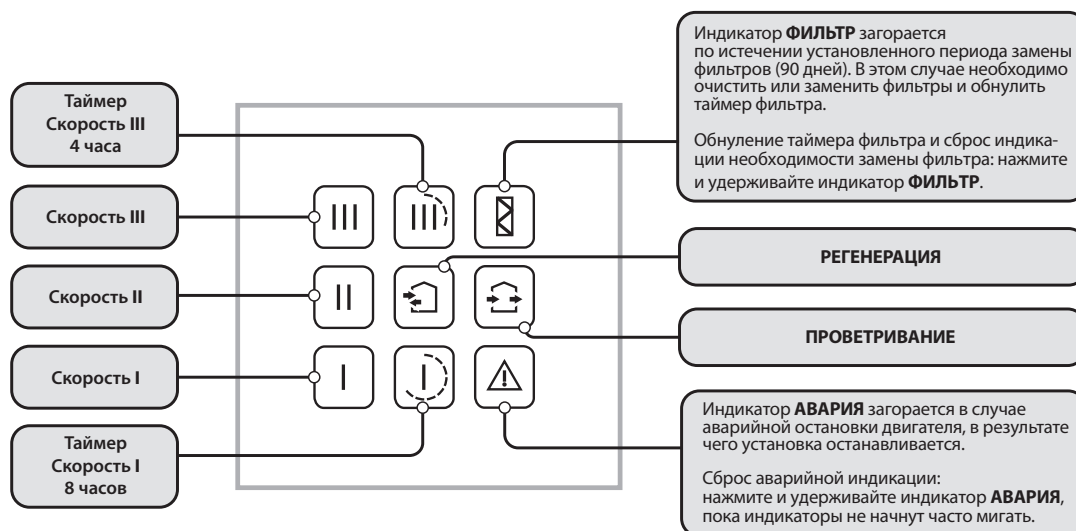 Таймер
Скорость III
4 часа
Скорость III
Скорость II
Скорость I
Таймер
Скорость I
8 часов
III
III
II
I
I
Индикатор ФИЛЬТР загорается
по истечении установленного периода замены
фильтров (90 дней). В этом случае необходимо
очистить или заменить фильтры и обнулить
таймер фильтра.
Обнуление таймера фильтра и сброс индика-
ции необходимости замены фильтра: нажмите
и удерживайте индикатор ФИЛЬТР.
РЕГЕНЕРАЦИЯ
ПРОВЕТРИВАНИЕ
Индикатор АВАРИЯ загорается в случае
аварийной остановки двигателя, в результате
чего установка останавливается.
Сброс аварийной индикации:
нажмите и удерживайте индикатор АВАРИЯ,
пока индикаторы не начнут часто мигать.